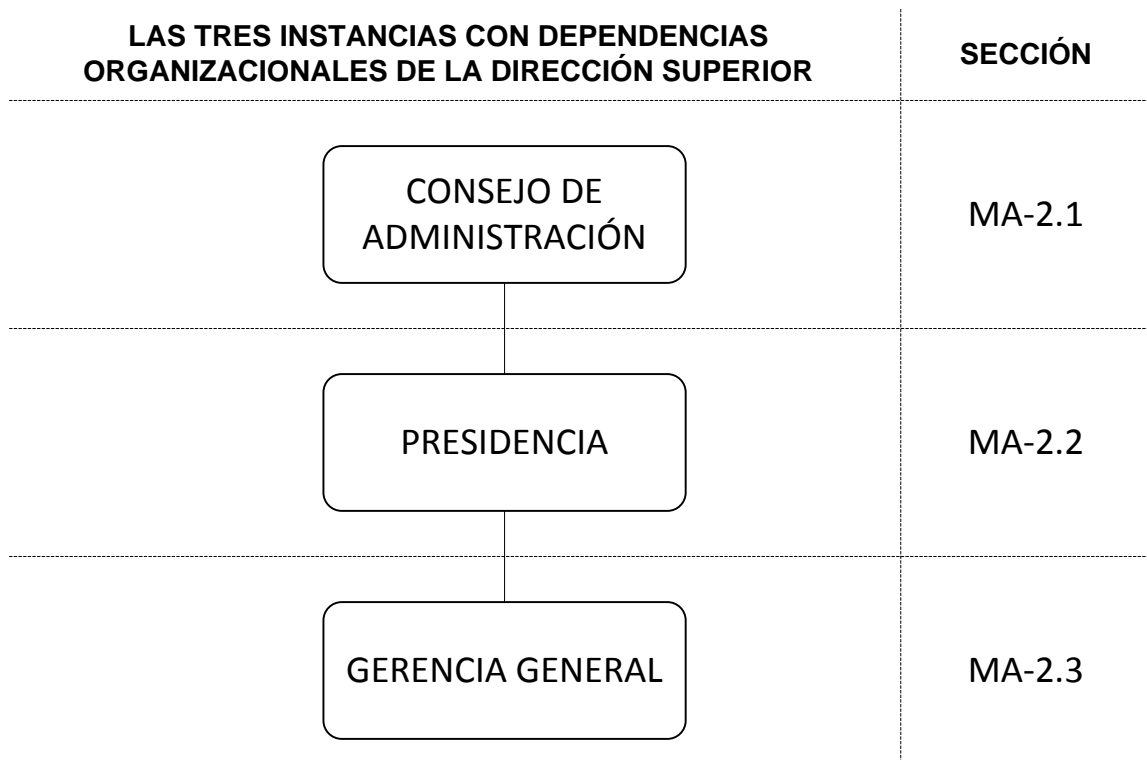 LAS TRES INSTANCIAS CON DEPENDENCIAS
ORGANIZACIONALES DE LA DIRECCIÓN SUPERIOR
SECCIÓN
CONSEJO DE
ADMINISTRACIÓN
MA-2.1
PRESIDENCIA
MA-2.2
GERENCIA GENERAL
MA-2.3